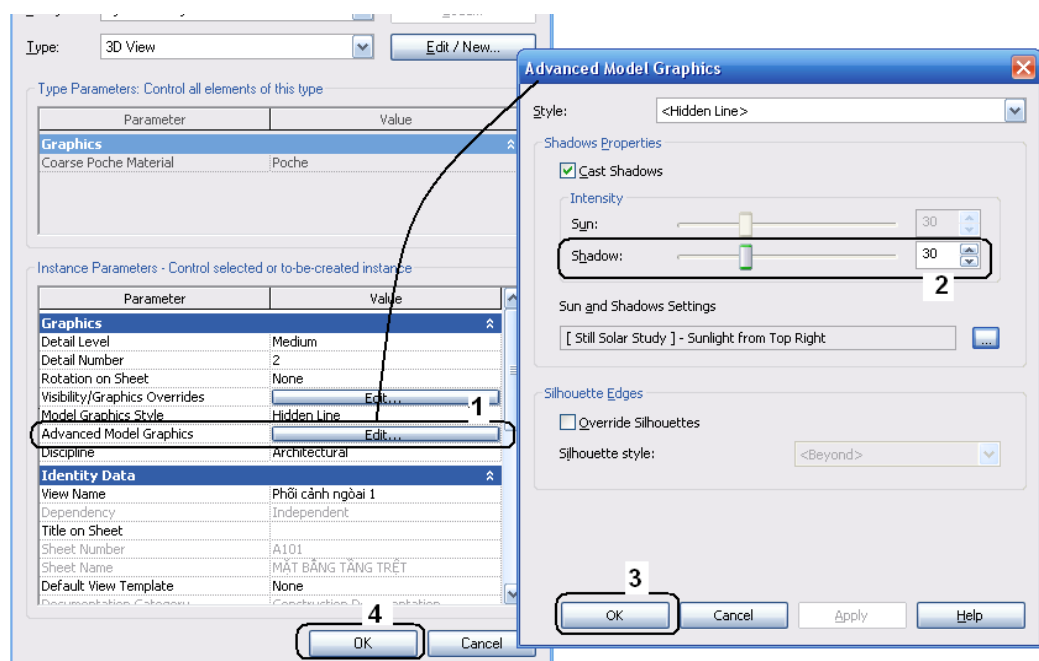 Type: 3D View Edit / New...
Type Parameters: Control all elements of this type
Parameter Value
Graphics
Coarse Poche Material Poche
Instance Parameters - Control selected or to-be-created instance
Parameter Value
Graphics
Detail Level Medium
Detail Number 2
Rotation on Sheet None
Visibility/Graphics Overrides Edit...
1
Model Graphics Style Hidden Line
Advanced Model Graphics Edit...
Discipline Architectural
Identity Data
View Name Phối cảnh ngòai 1
Dependency Independent
Title on Sheet
Sheet Number A101
Sheet Name MẶT BẰNG TẦNG TRỆT
Default View Template None
Documentation Category Construction Documentation
4
OK Cancel
Advanced Model Graphics
Style: <Hidden Line>
Shadows Properties
Cast Shadows
Intensity
Sun: 30
Shadow: 30
2
Sun and Shadows Settings
[ Still Solar Study ] - Sunlight from Top Right ...
Silhouette Edges
Override Silhouettes
Silhouette style: <Beyond>
3
OK Cancel Apply Help